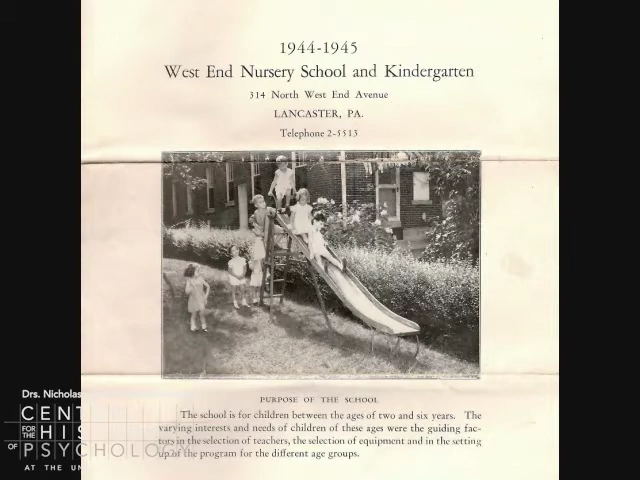 1944-1945
West End Nursery School and Kindergarten
314 North West End Avenue
LANCASTER, PA.
Telephone 2-5513
PURPOSE OF THE SCHOOL
The school is for children between the ages of two and six years. The
varying interests and needs of children of these ages were the guiding fac-
tors in the selection of teachers, the selection of equipment and in the setting
up of the program for the different age groups.
Drs. Nicholas
CENT
FOR THE HIS
OF PSYCHOLOGY
AT THE UN